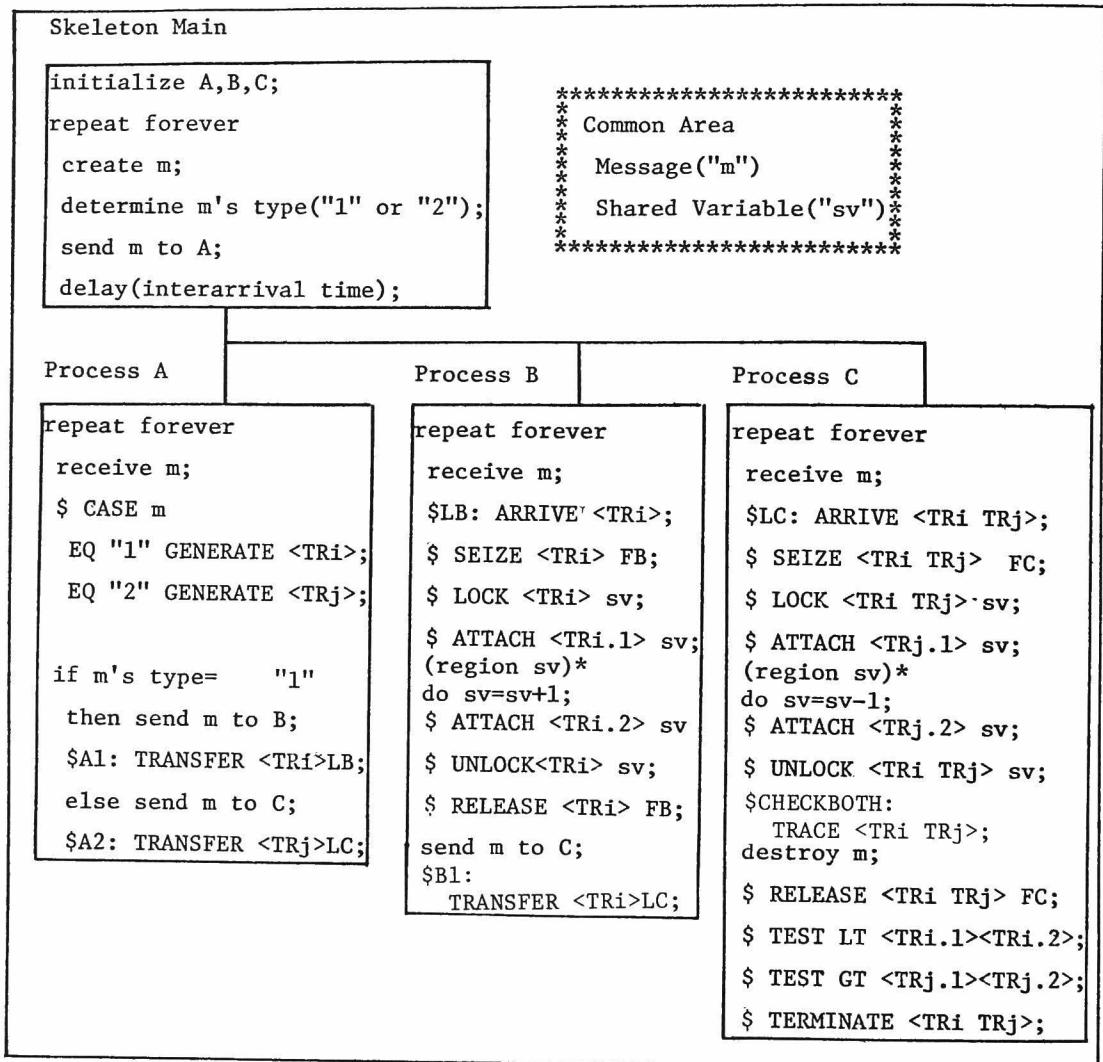 Skeleton Main
initialize A,B,C;
repeat forever
create m;
determine m's type("1" or "2");
send m to A;
delay(interarrival time);
*************************
* Common Area *
* Message("m") *
* Shared Variable("sv")*
*************************
Process A
repeat forever
receive m;
$ CASE m
EQ "1" GENERATE <TRi>;
EQ "2" GENERATE <TRj>;
if m's type= "1"
then send m to B;
$A1: TRANSFER <TRi>LB;
else send m to C;
$A2: TRANSFER <TRj>LC;
Process B
repeat forever
receive m;
$LB: ARRIVE <TRi>;
$ SEIZE <TRi> FB;
$ LOCK <TRi> sv;
$ ATTACH <TRi.1> sv;
(region sv)*
do sv=sv+1;
$ ATTACH <TRi.2> sv
$ UNLOCK<TRi> sv;
$ RELEASE <TRi> FB;
send m to C;
$B1:
TRANSFER <TRi>LC;
Process C
repeat forever
receive m;
$LC: ARRIVE <TRi TRj>;
$ SEIZE <TRi TRj> FC;
$ LOCK <TRi TRj> sv;
$ ATTACH <TRj.1> sv;
(region sv)*
do sv=sv-1;
$ ATTACH <TRj.2> sv;
$ UNLOCK <TRi TRj> sv;
$CHECKBOTH:
TRACE <TRi TRj>;
destroy m;
$ RELEASE <TRi TRj> FC;
$ TEST LT <TRi.1><TRi.2>;
$ TEST GT <TRj.1><TRj.2>;
$ TERMINATE <TRi TRj>;